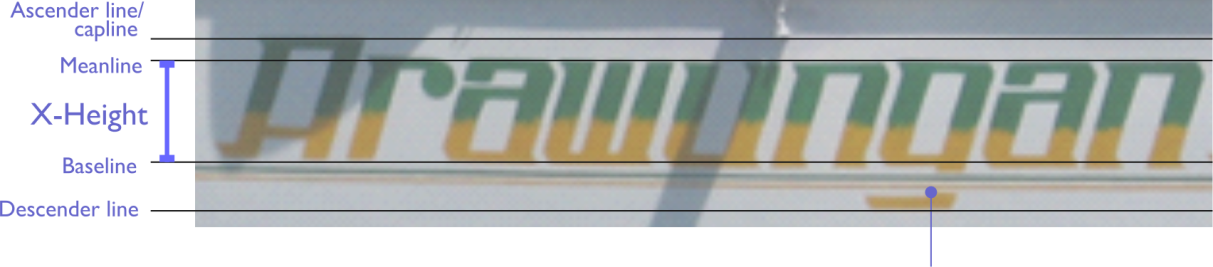 Ascender line/
capline
Meanline
X-Height
Baseline
Descender line